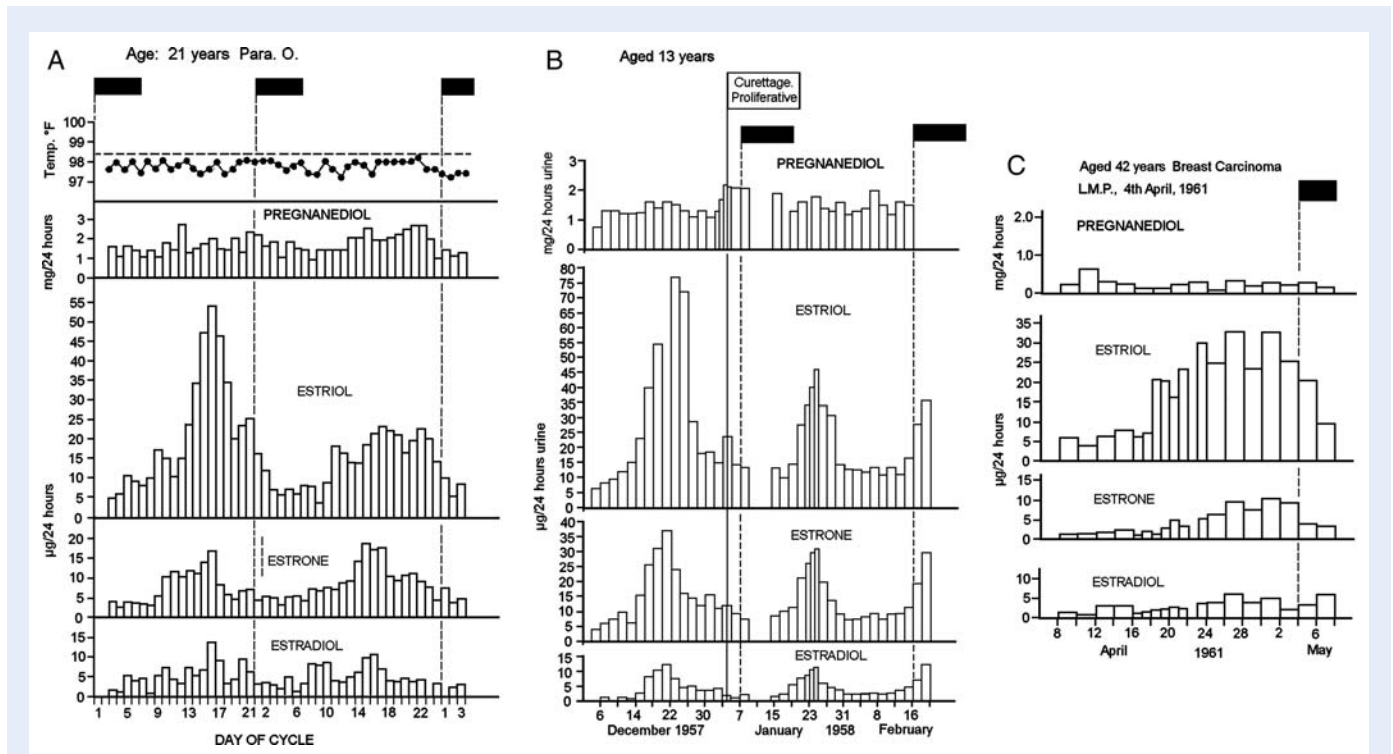 A
Age: 21 years Para. O.
Temp. °F
100
99
98
97
PREGNANEDIOL
mg/24 hours
3
2
1
0
ESTRIOL
µg/24 hours
55
50
45
40
35
30
25
20
15
10
5
0
ESTRONE
20
15
10
5
0
ESTRADIOL
15
10
5
0
1 5 9 13 17 21 2 6 10 14 18 22 1 3
DAY OF CYCLE
B
Aged 13 years
Curettage.
Proliferative
PREGNANEDIOL
mg/24 hours urine
3
2
1
0
ESTRIOL
µg/24 hours urine
80
75
70
65
60
55
50
45
40
35
30
25
20
15
10
5
0
ESTRONE
40
35
30
25
20
15
10
5
0
ESTRADIOL
15
10
5
0
6 14 22 30 7 15 23 31 8 16
December 1957 January 1958 February
C
Aged 42 years Breast Carcinoma
L.M.P., 4th April, 1961
PREGNANEDIOL
mg/24 hours
2.0
1.0
0
ESTRIOL
µg/24 hours
35
30
25
20
15
10
5
0
ESTRONE
10
5
0
ESTRADIOL
10
5
0
8 12 16 20 24 28 2 6
April 1961 May